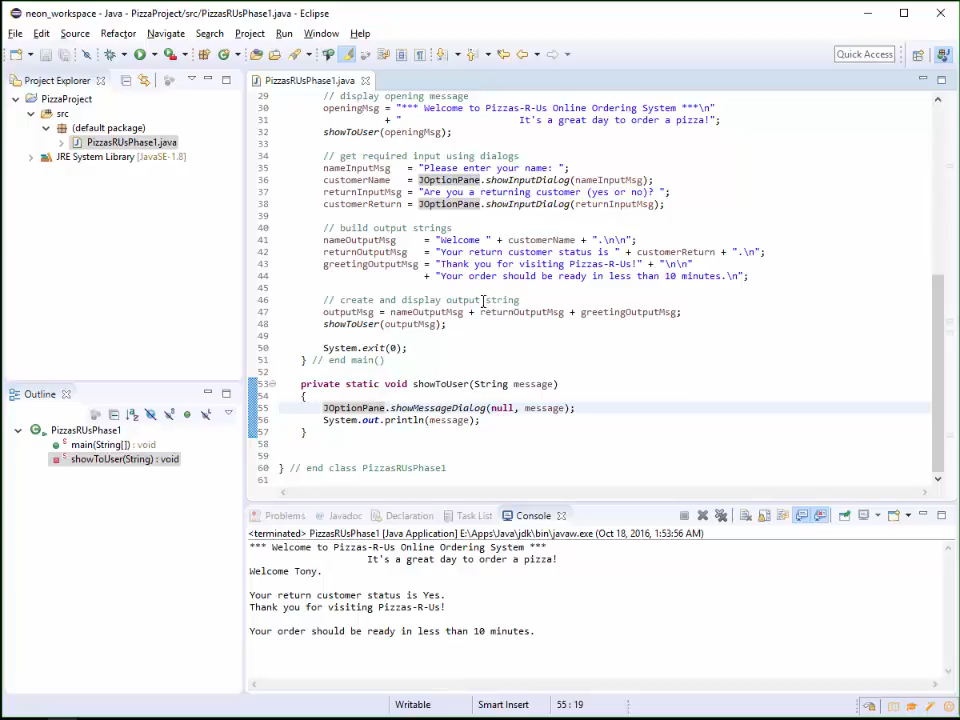 neon_workspace - Java - PizzaProject/src/PizzasRUsPhase1.java - Eclipse
File Edit Source Refactor Navigate Search Project Run Window Help
Quick Access
Project Explorer
PizzaProject
src
(default package)
PizzasRUsPhase1.java
JRE System Library [JavaSE-1.8]
Outline
PizzasRUsPhase1
main(String[]) : void
showToUser(String) : void
PizzasRUsPhase1.java
29 // display opening message
30 openingMsg = "*** Welcome to Pizzas-R-Us Online Ordering System ***\n"
31 + " It's a great day to order a pizza!";
32 showToUser(openingMsg);
33
34 // get required input using dialogs
35 nameInputMsg = "Please enter your name: ";
36 customerName = JOptionPane.showInputDialog(nameInputMsg);
37 returnInputMsg = "Are you a returning customer (yes or no)? ";
38 customerReturn = JOptionPane.showInputDialog(returnInputMsg);
39
40 // build output strings
41 nameOutputMsg = "Welcome " + customerName + ".\n\n";
42 returnOutputMsg = "Your return customer status is " + customerReturn + ".\n";
43 greetingOutputMsg = "Thank you for visiting Pizzas-R-Us!" + "\n\n"
44 + "Your order should be ready in less than 10 minutes.\n";
45
46 // create and display output string
47 outputMsg = nameOutputMsg + returnOutputMsg + greetingOutputMsg;
48 showToUser(outputMsg);
49
50 System.exit(0);
51 } // end main()
52
53 private static void showToUser(String message)
54 {
55 JOptionPane.showMessageDialog(null, message);
56 System.out.println(message);
57 }
58
59
60 } // end class PizzasRUsPhase1
61
Problems Javadoc Declaration Task List Console
<terminated> PizzasRUsPhase1 [Java Application] E:\Apps\Java\jdk\bin\javaw.exe (Oct 18, 2016, 1:53:56 AM)
*** Welcome to Pizzas-R-Us Online Ordering System ***
It's a great day to order a pizza!
Welcome Tony.
Your return customer status is Yes.
Thank you for visiting Pizzas-R-Us!
Your order should be ready in less than 10 minutes.
Writable Smart Insert 55 : 19